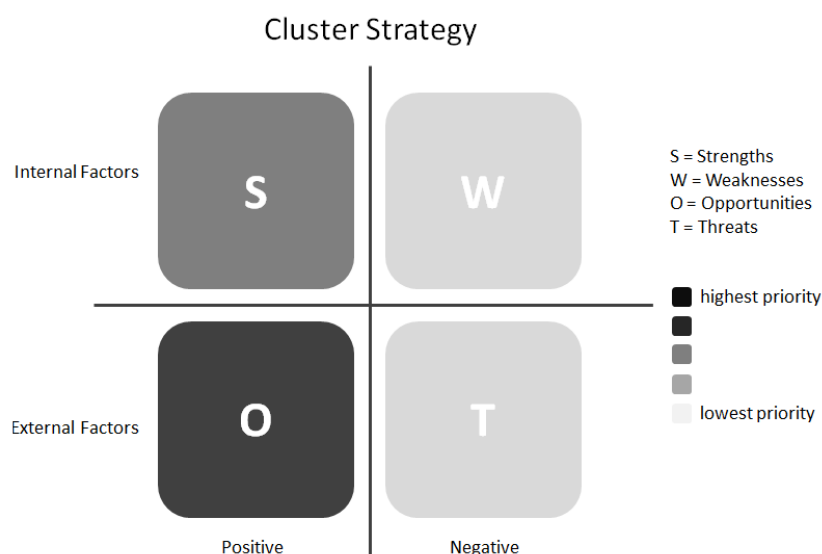 Cluster Strategy
Internal Factors
S
W
S = Strengths
W = Weaknesses
O = Opportunities
T = Threats
highest priority
lowest priority
External Factors
O
T
Positive
Negative